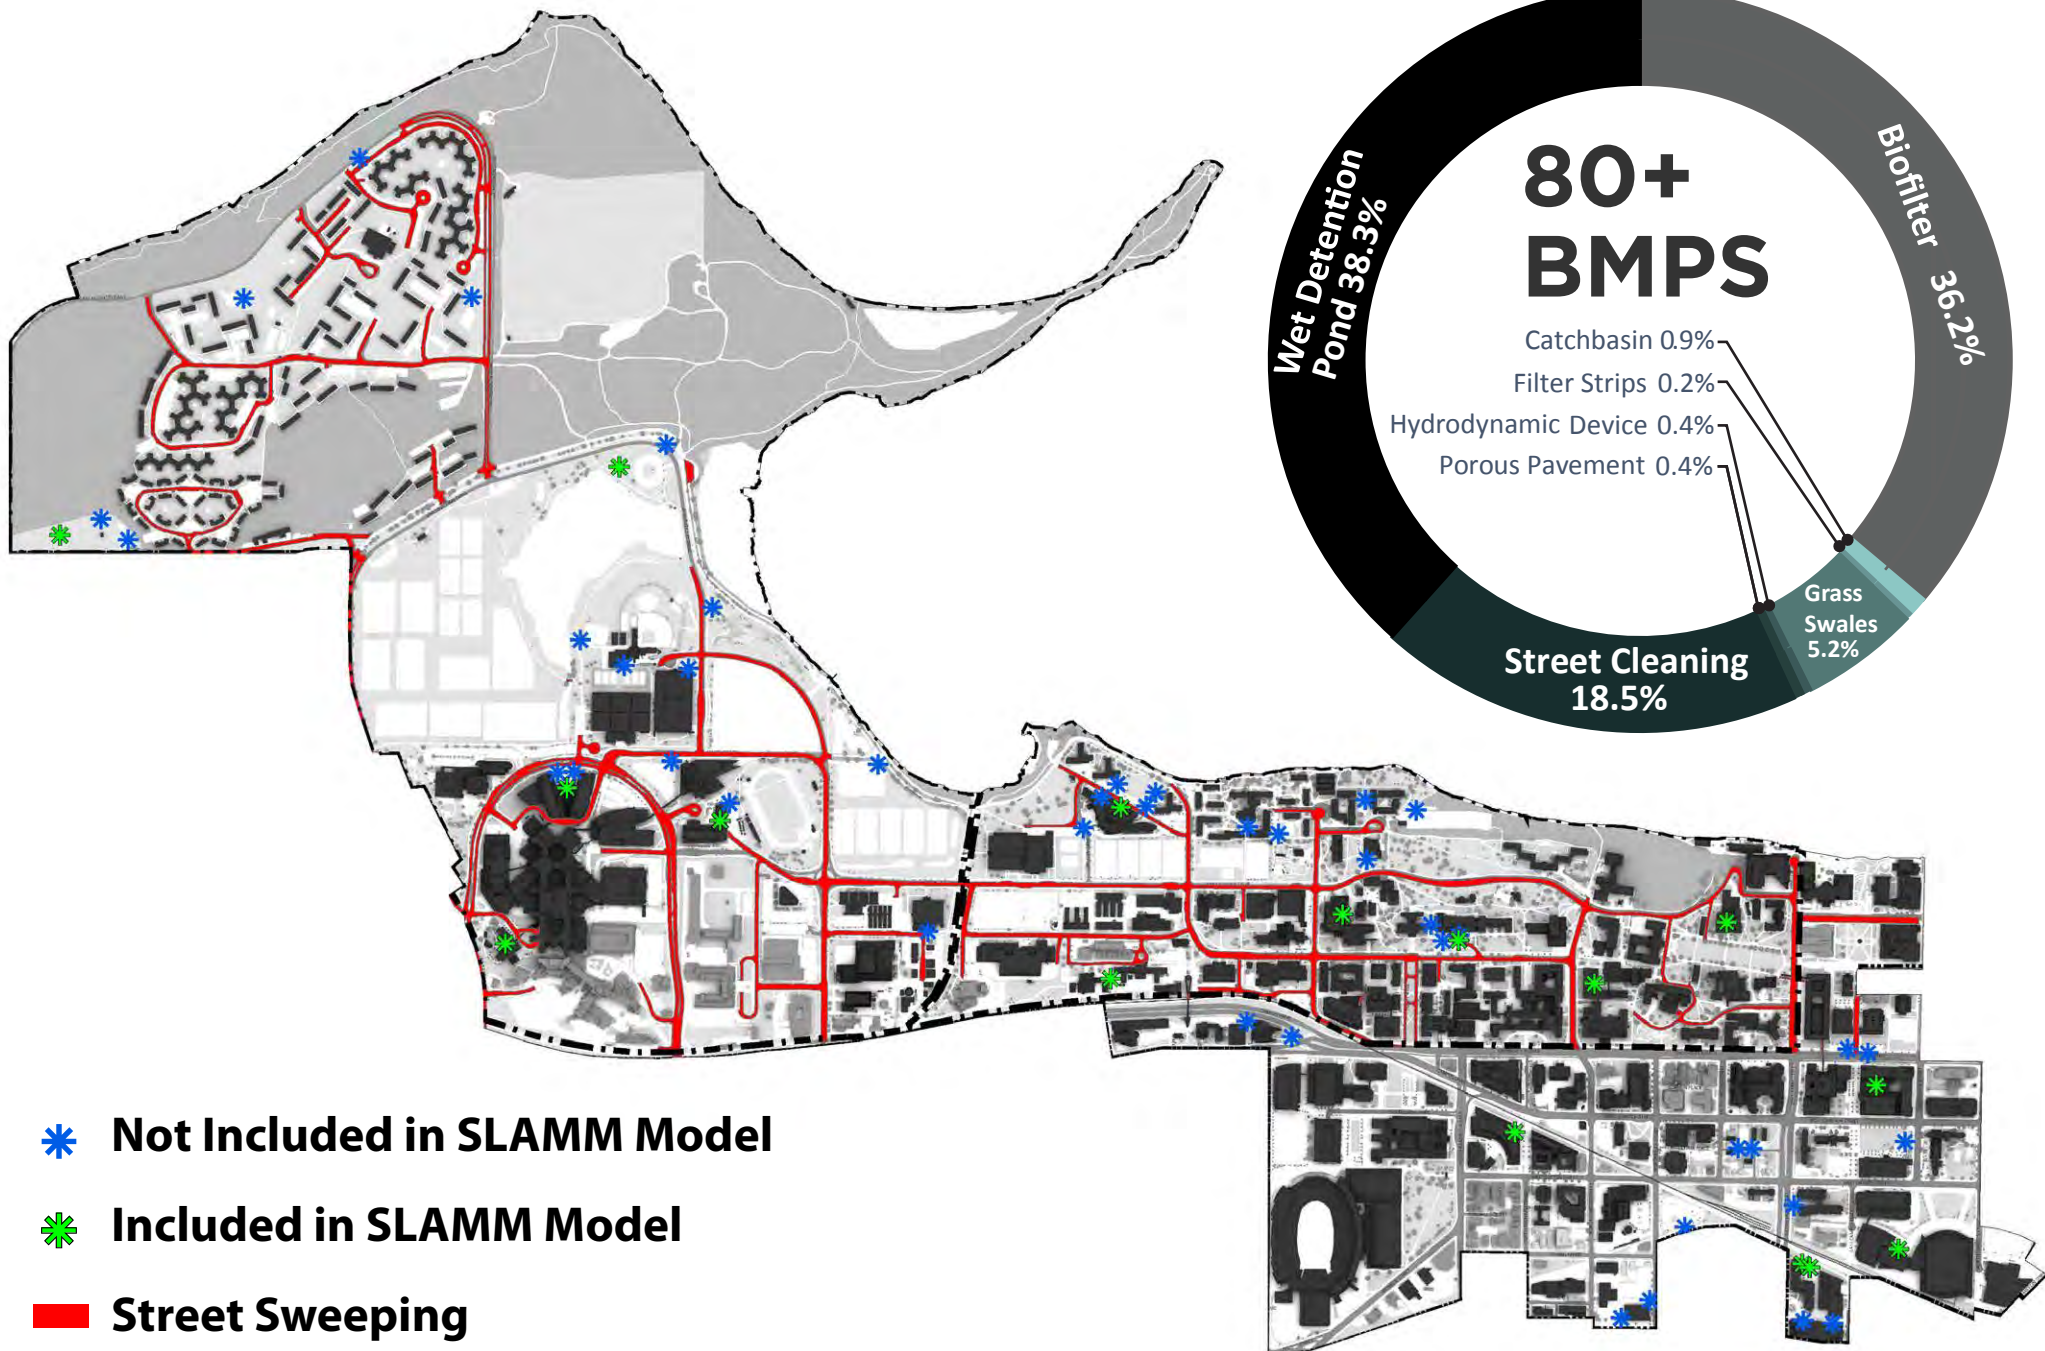 Wet Detention
Pond 38.3%
Biofilter 36.2%
80+
BMPS
Catchbasin 0.9%
Filter Strips 0.2%
Hydrodynamic Device 0.4%
Porous Pavement 0.4%
Grass
Swales
5.2%
Street Cleaning
18.5%
Not Included in SLAMM Model
Included in SLAMM Model
Street Sweeping